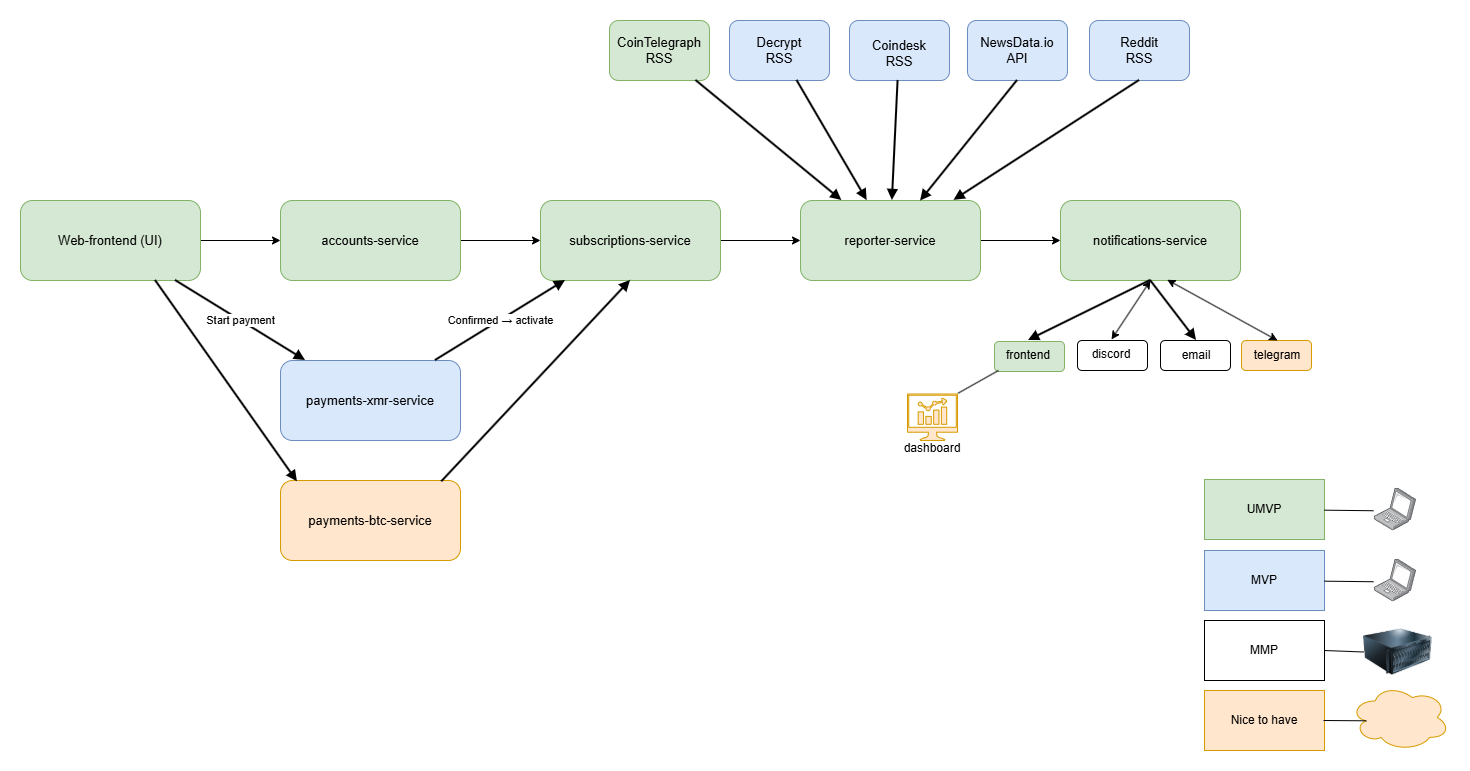 CoinTelegraph
RSS
Decrypt
RSS
Coindesk
RSS
NewsData.io
API
Reddit
RSS
Web-frontend (UI)
accounts-service
subscriptions-service
reporter-service
notifications-service
Start payment
Confirmed → activate
frontend
discord
email
telegram
payments-xmr-service
dashboard
payments-btc-service
UMVP
MVP
MMP
Nice to have